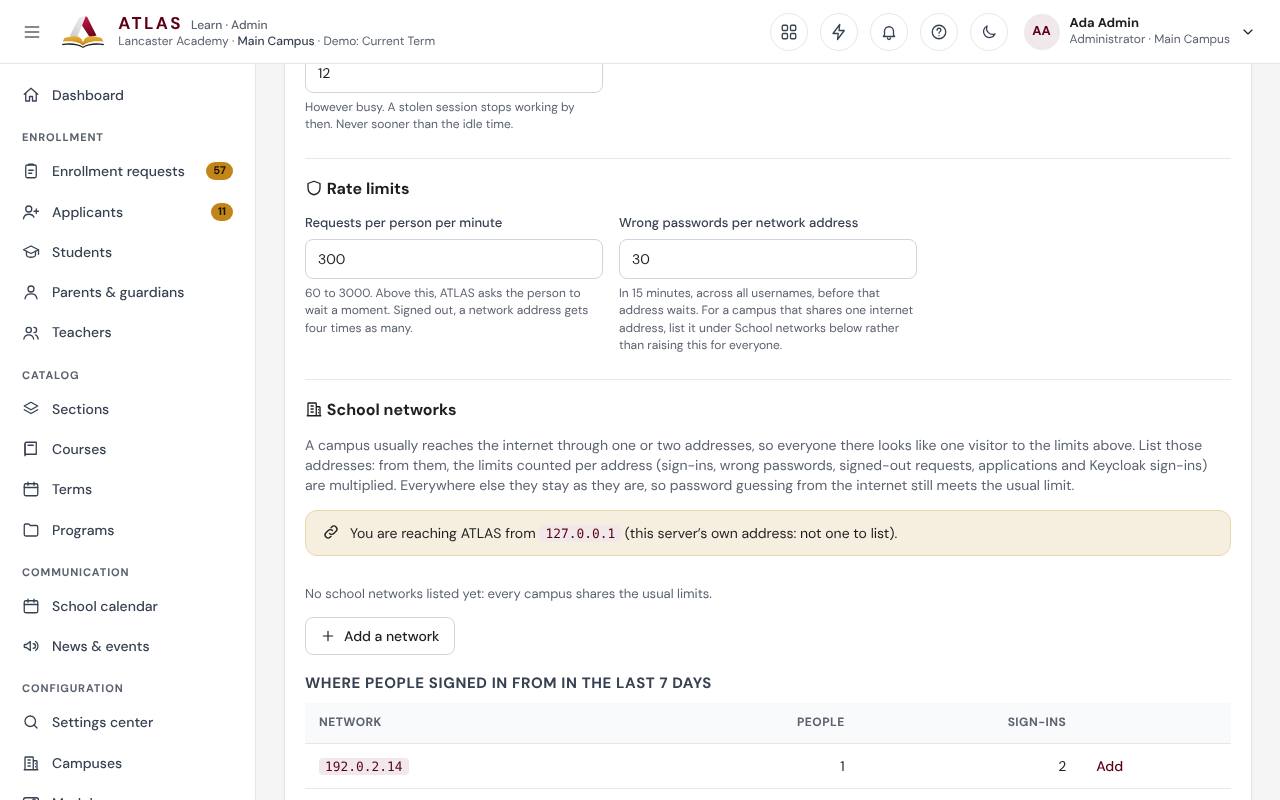 ATLAS Learn · Admin
Lancaster Academy · Main Campus · Demo: Current Term
AA
Ada Admin
Administrator · Main Campus
Dashboard
ENROLLMENT
Enrollment requests 57
Applicants 11
Students
Parents & guardians
Teachers
CATALOG
Sections
Courses
Terms
Programs
COMMUNICATION
School calendar
News & events
CONFIGURATION
Settings center
Campuses
12
However busy. A stolen session stops working by
then. Never sooner than the idle time.
Rate limits
Requests per person per minute
300
60 to 3000. Above this, ATLAS asks the person to
wait a moment. Signed out, a network address gets
four times as many.
Wrong passwords per network address
30
In 15 minutes, across all usernames, before that
address waits. For a campus that shares one internet
address, list it under School networks below rather
than raising this for everyone.
School networks
A campus usually reaches the internet through one or two addresses, so everyone there looks like one visitor to the limits above. List those
addresses: from them, the limits counted per address (sign-ins, wrong passwords, signed-out requests, applications and Keycloak sign-ins)
are multiplied. Everywhere else they stay as they are, so password guessing from the internet still meets the usual limit.
You are reaching ATLAS from 127.0.0.1 (this server’s own address: not one to list).
No school networks listed yet: every campus shares the usual limits.
Add a network
WHERE PEOPLE SIGNED IN FROM IN THE LAST 7 DAYS
NETWORK PEOPLE SIGN-INS
192.0.2.14 1 2 Add